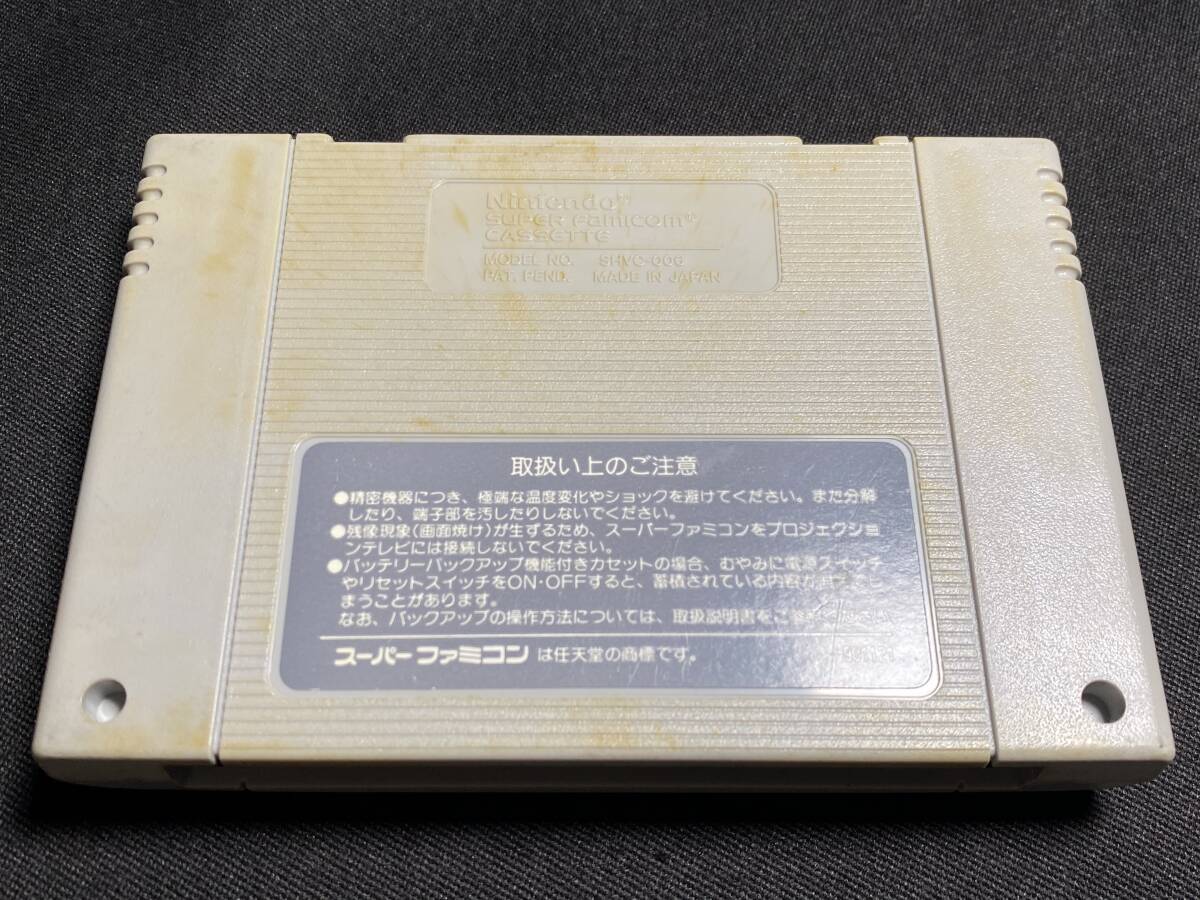 Nintendo
SUPER Famicom
CASSETTE
MODEL NO. SHVC-006
PAT. PEND. MADE IN JAPAN
取扱い上のご注意
●精密機器につき、極端な温度変化やショックを避けてください。また分解
したり、端子部を汚したりしないでください。
●残像現象(画面焼け)が生ずるため、スーパーファミコンをプロジェクショ
ンテレビには接続しないでください。
●バッテリーバックアップ機能付きカセットの場合、むやみに電源スイッチ
やリセットスイッチをON・OFFすると、蓄積されている内容が消えてし
まうことがあります。
なお、バックアップの操作方法については、取扱説明書をご参照ください。
スーパーファミコン は任天堂の商標です。